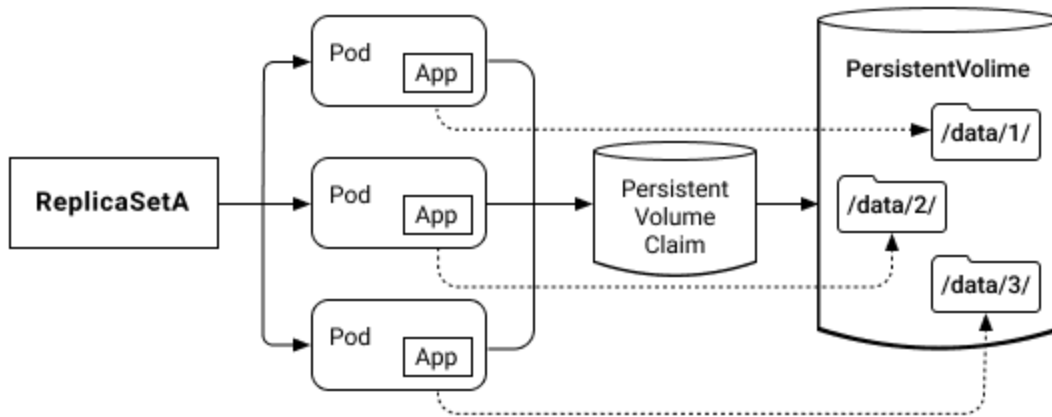 Pod
App
PersistentVolime
/data/1/
ReplicaSetA
Pod
App
Persistent
Volume
Claim
/data/2/
/data/3/
Pod
App